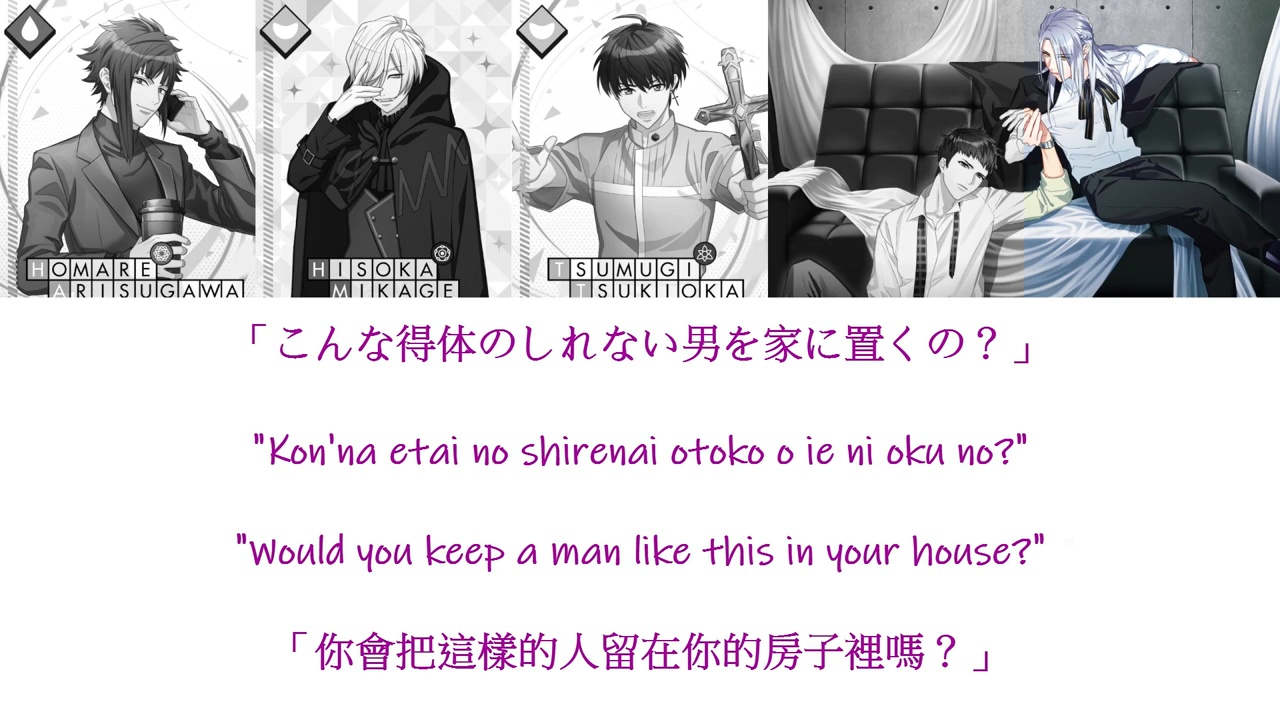 HOMARE
ARISUGAWA
HISOKA
MIKAGE
TSUMUGI
TSUKIOKA
「こんな得体のしれない男を家に置くの？」
"Kon'na etai no shirenai otoko o ie ni oku no?"
"Would you keep a man like this in your house?"
「你會把這樣的人留在你的房子裡嗎？」